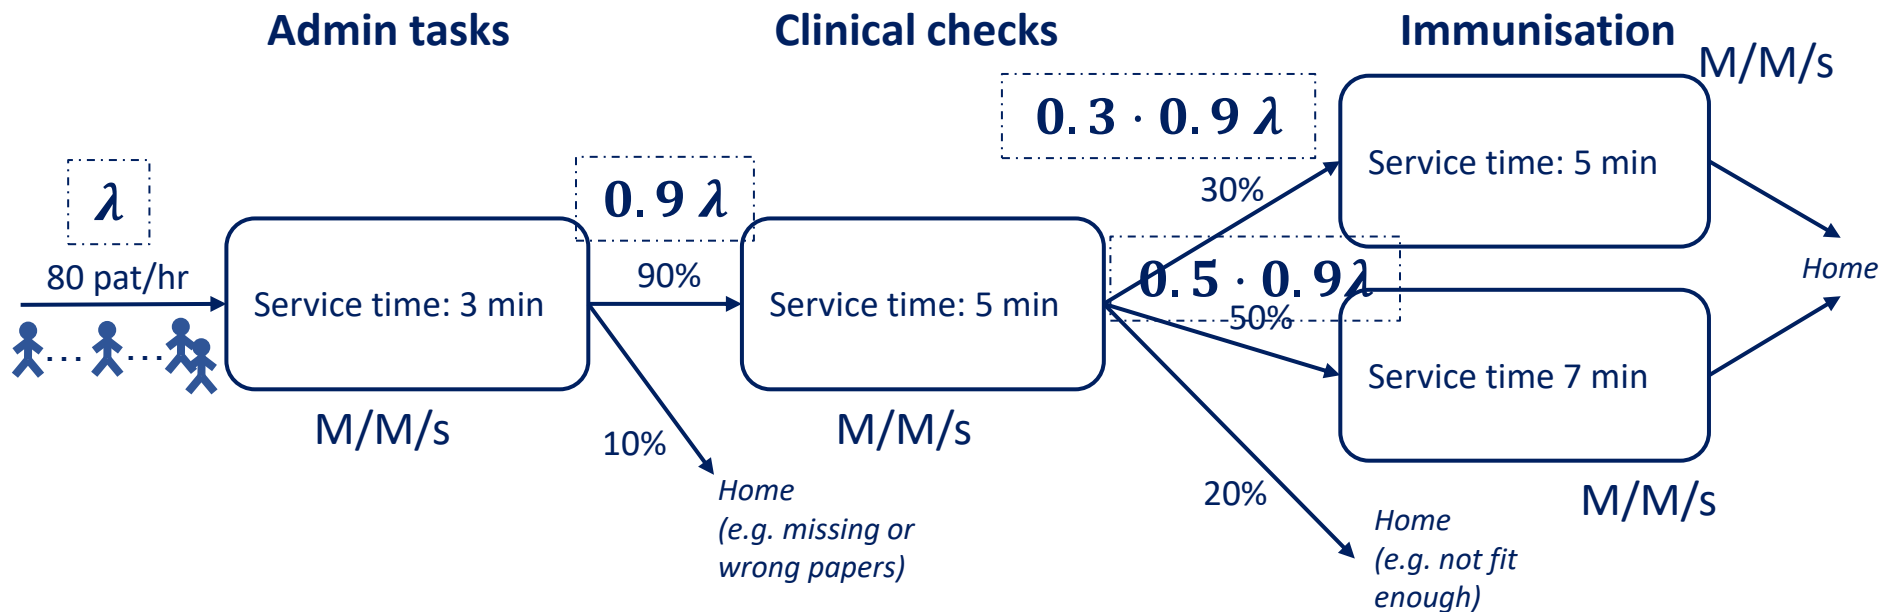 Admin tasks
Clinical checks
Immunisation
M/M/s
0.3 · 0.9 λ
λ
0.9 λ
Service time: 5 min
30%
80 pat/hr
90%
0.5 · 0.9λ
50%
Home
Service time: 3 min
Service time: 5 min
Service time 7 min
M/M/s
M/M/s
10%
20%
M/M/s
Home
(e.g. missing or
wrong papers)
Home
(e.g. not fit
enough)